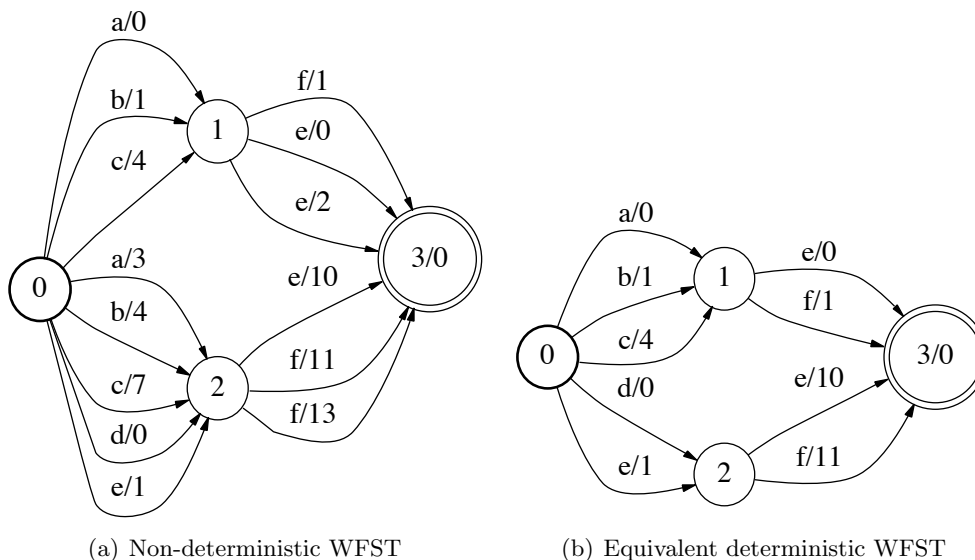 a/0
b/1
c/4
a/3
b/4
c/7
d/0
e/1
0
1
2
f/1
e/0
e/2
e/10
f/11
f/13
3/0
(a) Non-deterministic WFST
a/0
b/1
c/4
d/0
e/1
0
1
2
e/0
f/1
e/10
f/11
3/0
(b) Equivalent deterministic WFST